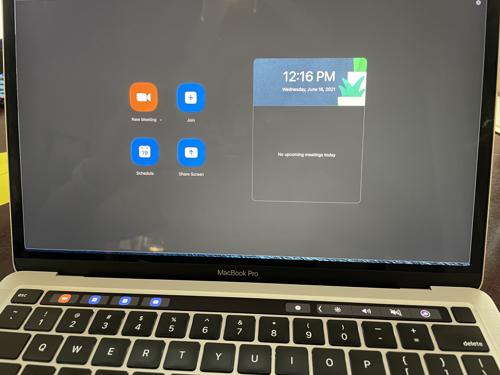 12:16 PM
Wednesday, June 16, 2021
New Meeting
Join
No upcoming meetings today
19
Schedule
Share Screen
MacBook Pro
esc
! @ # $ % ^ & * ( ) — +
1 2 3 4 5 6 7 8 9 0 - =
delete
Q W E R T Y U I O P { }